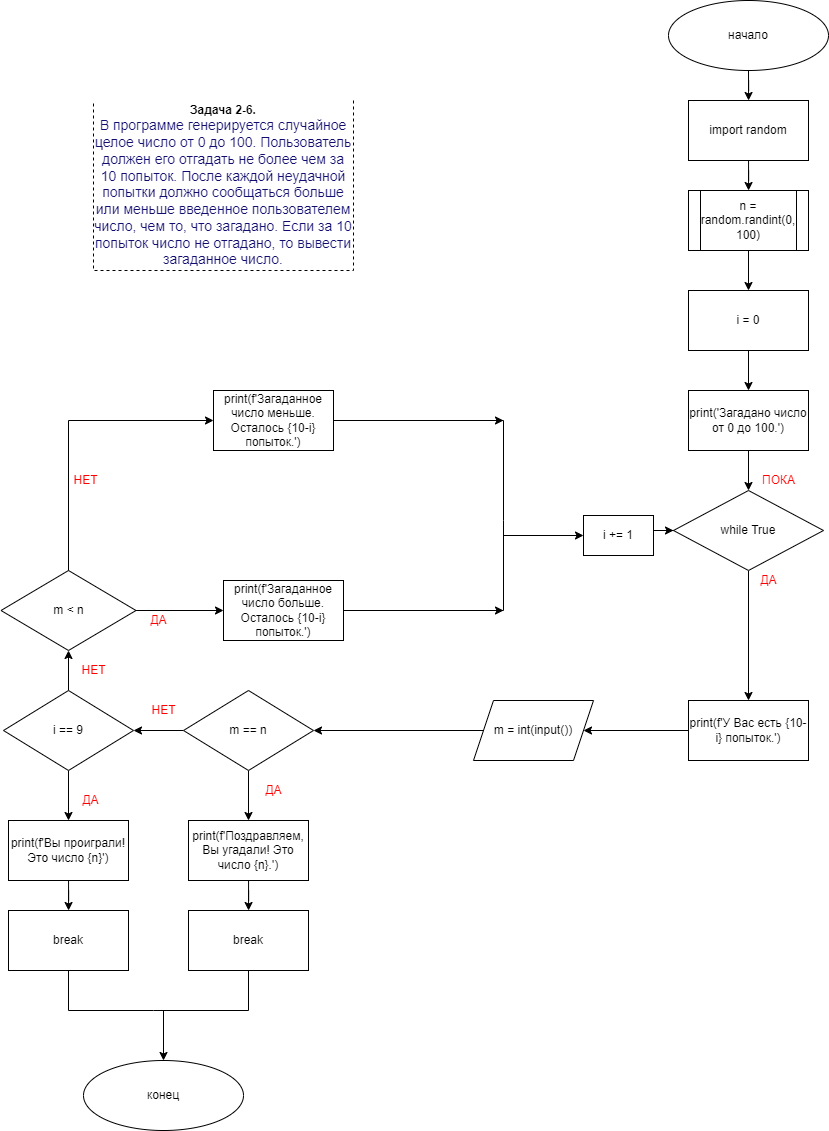 начало
Задача 2-6.
В программе генерируется случайное
целое число от 0 до 100. Пользователь
должен его отгадать не более чем за
10 попыток. После каждой неудачной
попытки должно сообщаться больше
или меньше введенное пользователем
число, чем то, что загадано. Если за 10
попыток число не отгадано, то вывести
загаданное число.
import random
n =
random.randint(0,
100)
i = 0
print('Загадано число
от 0 до 100.')
ПОКА
while True
ДА
print(f'Загаданное
число меньше.
Осталось {10-i}
попыток.')
НЕТ
i += 1
m < n
ДА
print(f'Загаданное
число больше.
Осталось {10-i}
попыток.')
НЕТ
i == 9
НЕТ
m == n
m = int(input())
print(f'У Вас есть {10-
i} попыток.')
ДА
ДА
print(f'Вы проиграли!
Это число {n}')
print(f'Поздравляем,
Вы угадали! Это
число {n}.')
break
break
конец